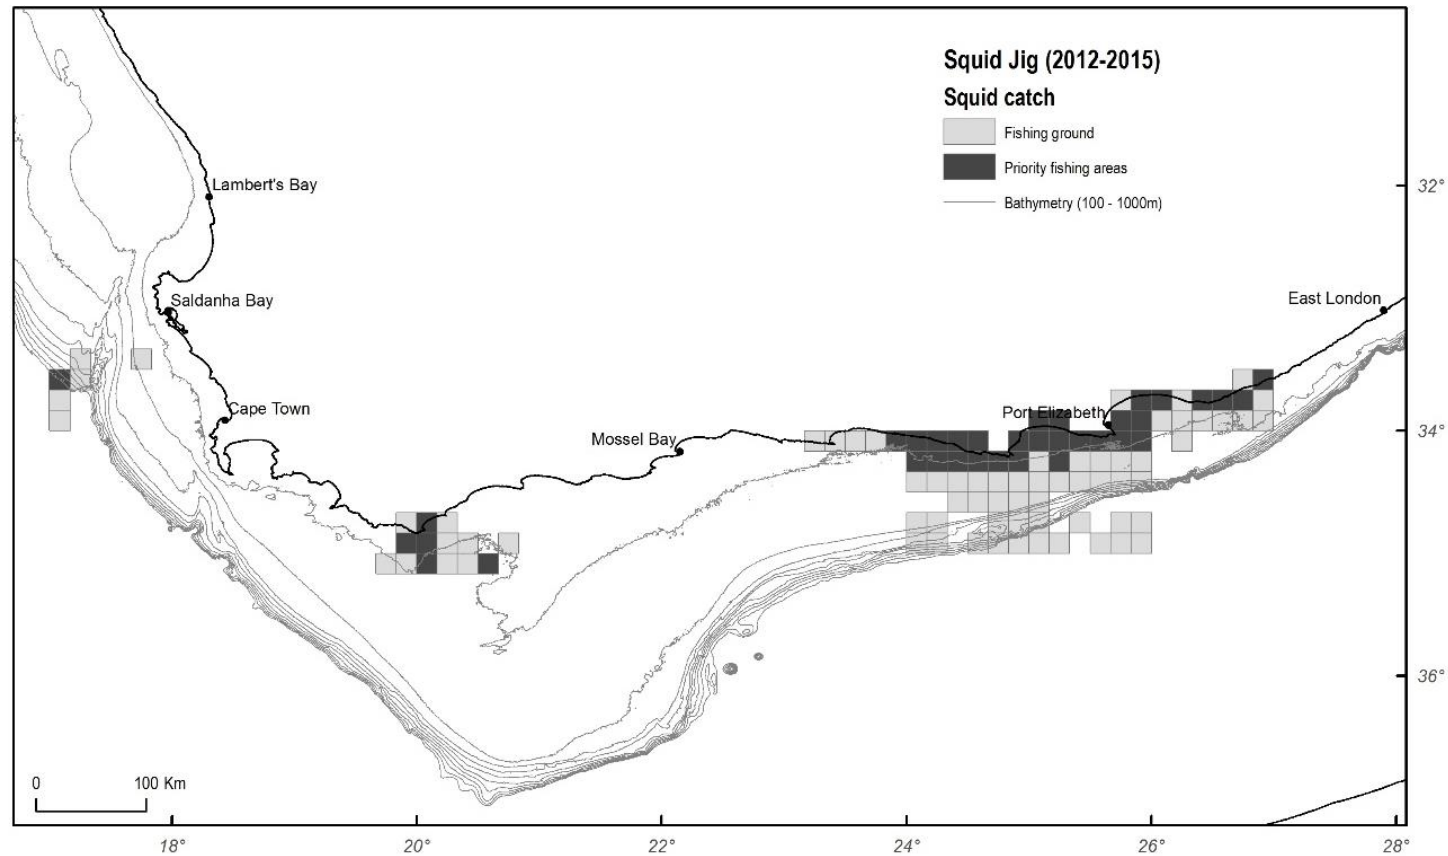 Squid Jig (2012-2015)
Squid catch
Fishing ground
Priority fishing areas
Bathymetry (100 - 1000m)
Lambert's Bay
32°
Saldanha Bay
East London
Cape Town
Port Elizabeth
Mossel Bay
34°
36°
0 100 Km
18° 20° 22° 24° 26° 28°